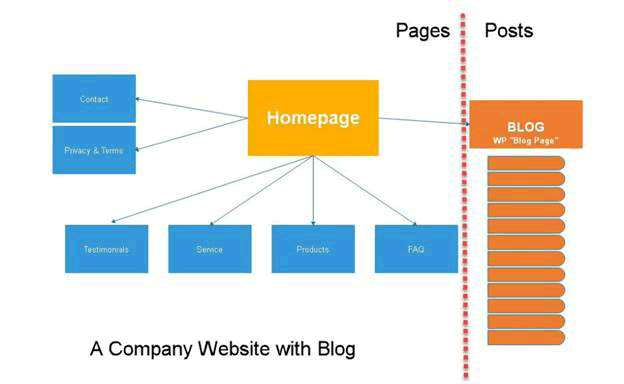 Pages
Posts
Contact
Homepage
BLOG
WP "Blog Page"
Privacy & Terms
Testimonials
Service
Products
FAQ
A Company Website with Blog